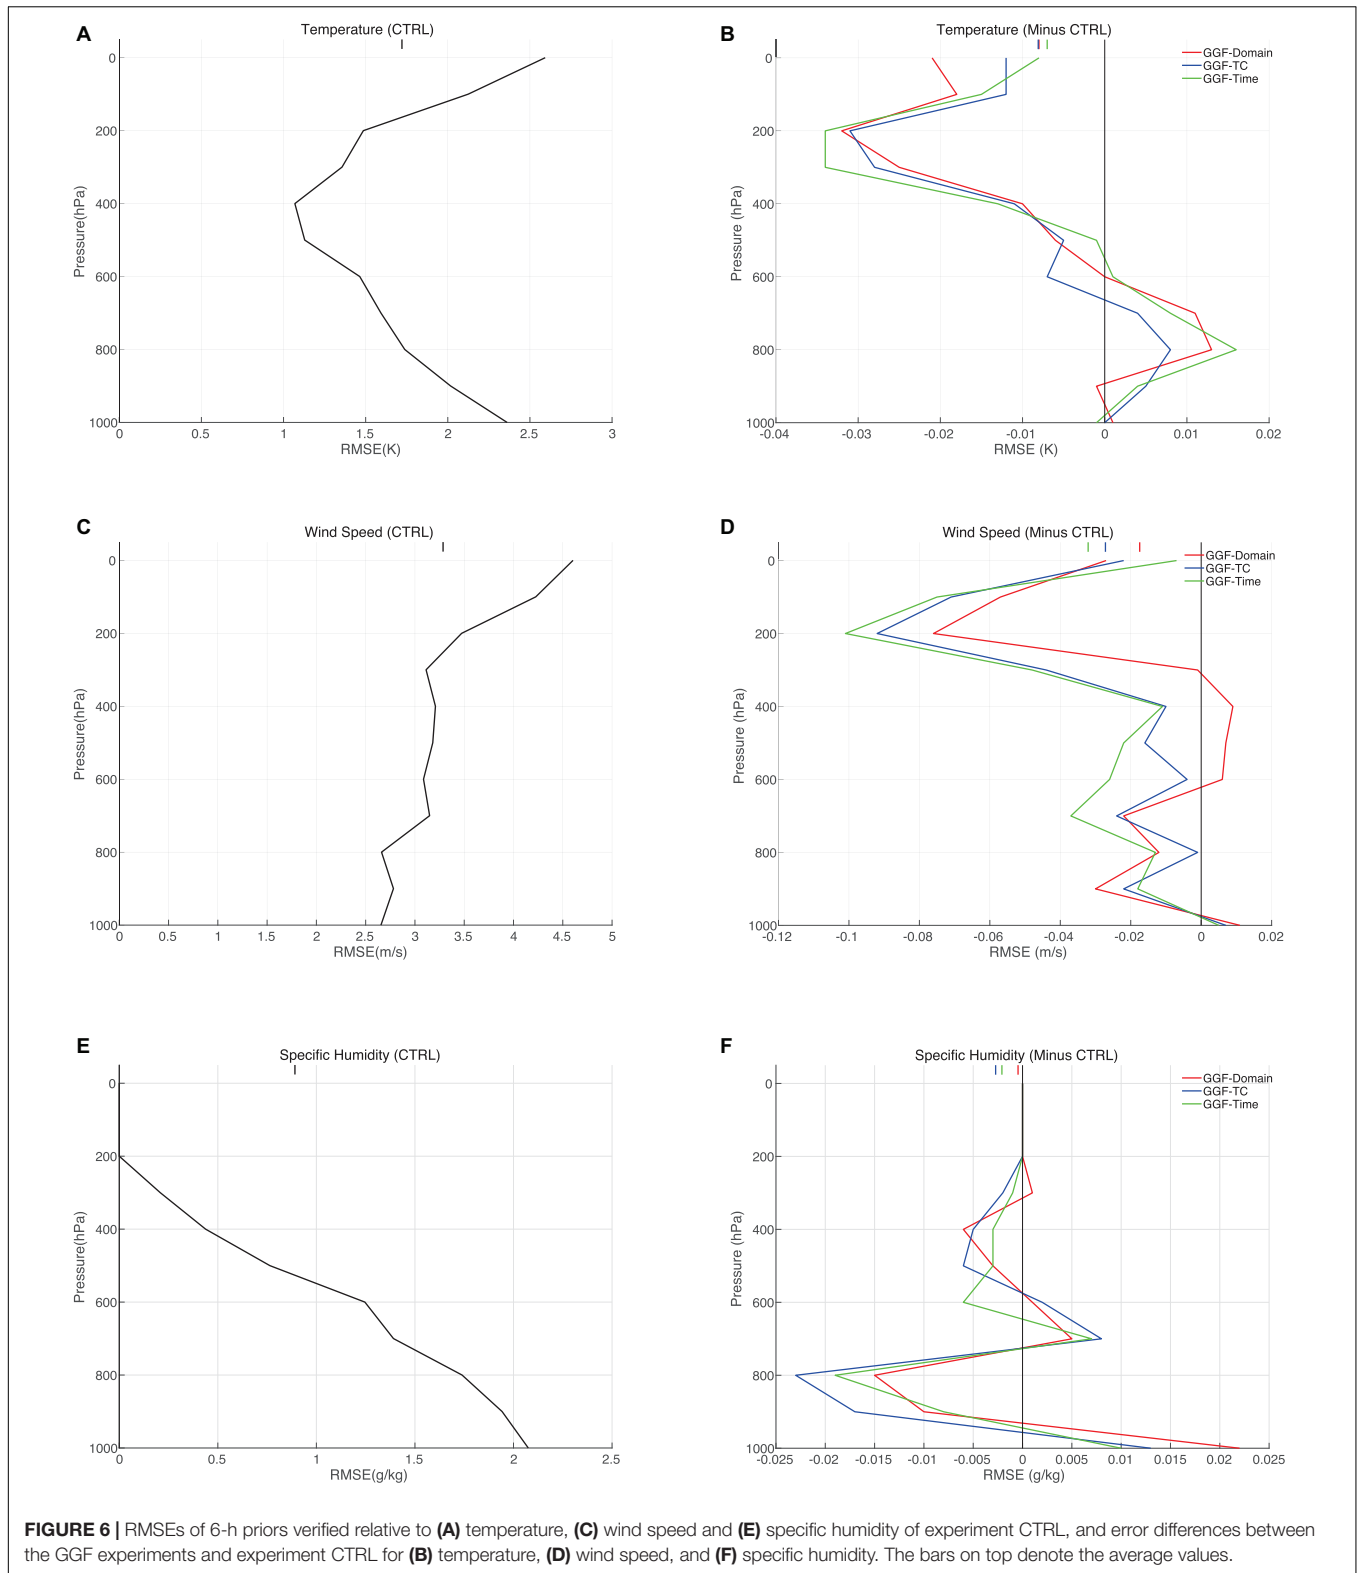 A
Temperature (CTRL)
0
200
400
600
800
1000
Pressure(hPa)
0 0.5 1 1.5 2 2.5 3
RMSE(K)
B
Temperature (Minus CTRL)
GGF-Domain
GGF-TC
GGF-Time
0
200
400
600
800
1000
Pressure (hPa)
-0.04 -0.03 -0.02 -0.01 0 0.01 0.02
RMSE (K)
C
Wind Speed (CTRL)
0
200
400
600
800
1000
Pressure(hPa)
0 0.5 1 1.5 2 2.5 3 3.5 4 4.5 5
RMSE(m/s)
D
Wind Speed (Minus CTRL)
GGF-Domain
GGF-TC
GGF-Time
0
200
400
600
800
1000
Pressure (hPa)
-0.12 -0.1 -0.08 -0.06 -0.04 -0.02 0 0.02
RMSE (m/s)
E
Specific Humidity (CTRL)
0
200
400
600
800
1000
Pressure(hPa)
0 0.5 1 1.5 2 2.5
RMSE(g/kg)
F
Specific Humidity (Minus CTRL)
GGF-Domain
GGF-TC
GGF-Time
0
200
400
600
800
1000
Pressure (hPa)
-0.025 -0.02 -0.015 -0.01 -0.005 0 0.005 0.01 0.015 0.02 0.025
RMSE (g/kg)
FIGURE 6 | RMSEs of 6-h priors verified relative to (A) temperature, (C) wind speed and (E) specific humidity of experiment CTRL, and error differences between
the GGF experiments and experiment CTRL for (B) temperature, (D) wind speed, and (F) specific humidity. The bars on top denote the average values.